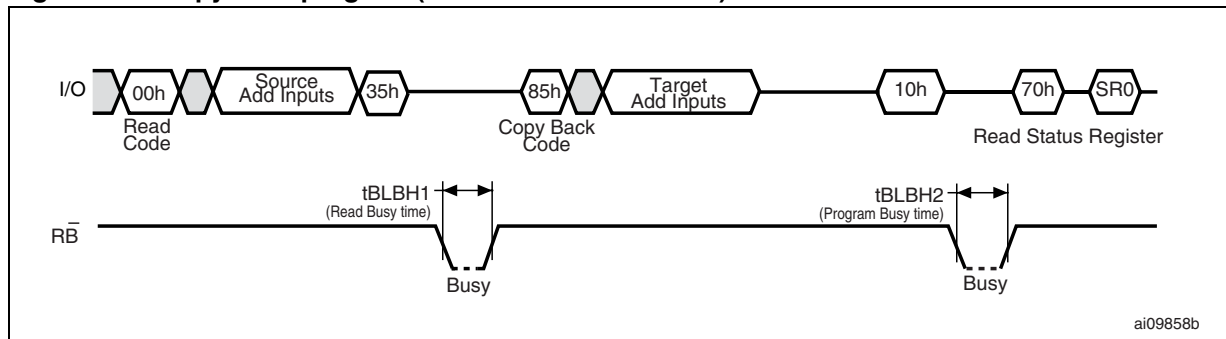 I/O
00h
Source
Add Inputs
35h
85h
Target
Add Inputs
10h
70h
SR0
Read
Code
Copy Back
Code
Read Status Register
tBLBH1
(Read Busy time)
tBLBH2
(Program Busy time)
RB̅
Busy
Busy
ai09858b